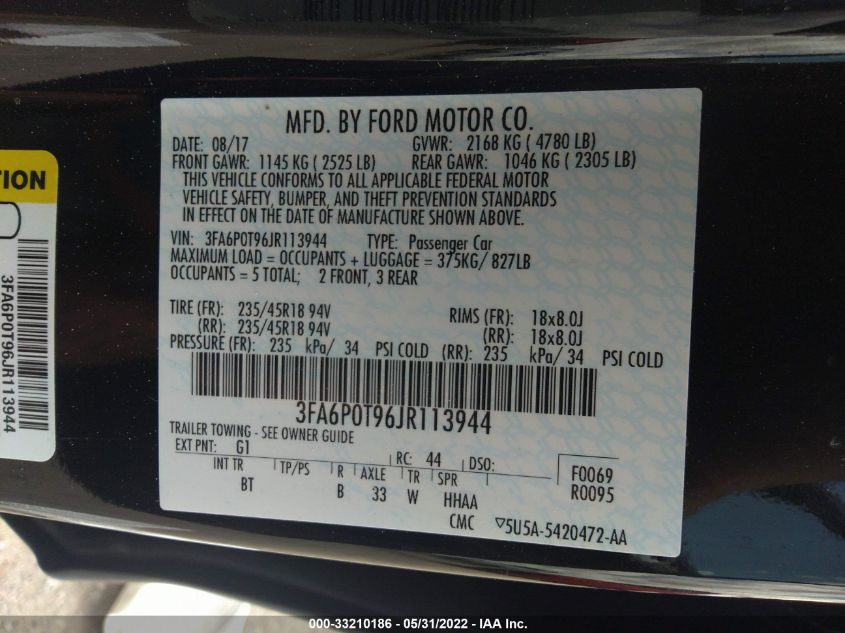 MFD. BY FORD MOTOR CO.
DATE: 08/17 GVWR: 2168 KG ( 4780 LB)
FRONT GAWR: 1145 KG ( 2525 LB) REAR GAWR: 1046 KG ( 2305 LB)
THIS VEHICLE CONFORMS TO ALL APPLICABLE FEDERAL MOTOR
VEHICLE SAFETY, BUMPER, AND THEFT PREVENTION STANDARDS
IN EFFECT ON THE DATE OF MANUFACTURE SHOWN ABOVE.
VIN: 3FA6P0T96JR113944 TYPE: Passenger Car
MAXIMUM LOAD = OCCUPANTS + LUGGAGE = 375KG/ 827LB
OCCUPANTS = 5 TOTAL; 2 FRONT, 3 REAR
TIRE (FR): 235/45R18 94V RIMS (FR): 18x8.0J
(RR): 235/45R18 94V (RR): 18x8.0J
PRESSURE (FR): 235 kPa/ 34 PSI COLD (RR): 235 kPa/ 34 PSI COLD
3FA6P0T96JR113944
TRAILER TOWING - SEE OWNER GUIDE
EXT PNT: G1 RC: 44 DSO: F0069
INT TR TP/PS R AXLE TR SPR R0095
BT B 33 W HHAA
CMC ▽5U5A-5420472-AA
TION
3FA6P0T96JR113944
000-33210186 - 05/31/2022 - IAA Inc.